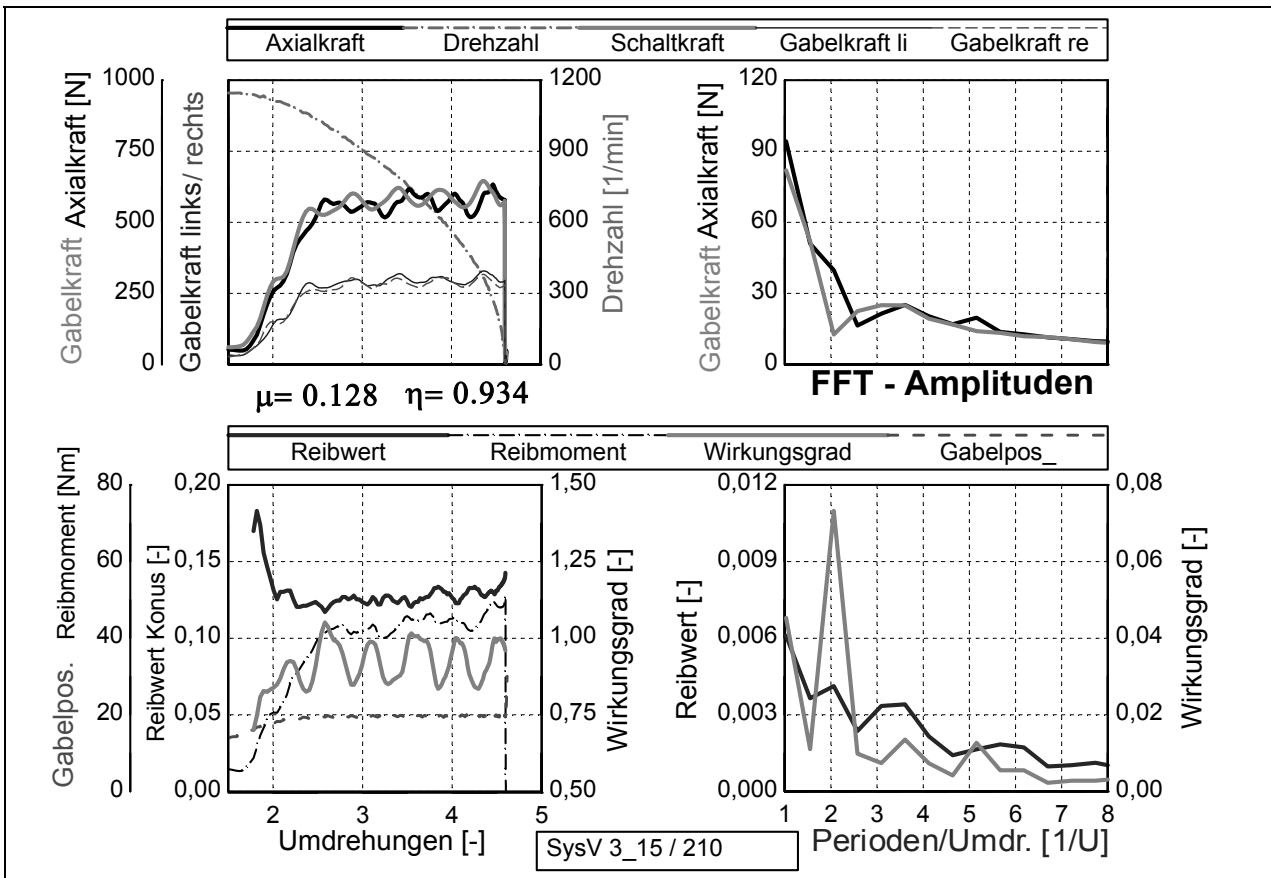 Axialkraft Drehzahl Schaltkraft Gabelkraft li Gabelkraft re
Gabelkraft Axialkraft [N]
1000
750
500
250
0
Gabelkraft links/ rechts
1200
900
600
300
0
Drehzahl [1/min]
2 3 4 5
μ= 0.128 η= 0.934
Gabelkraft Axialkraft [N]
120
90
60
30
0
FFT - Amplituden
Reibwert Reibmoment Wirkungsgrad Gabelpos_
Gabelpos. Reibmoment [Nm]
80
60
40
20
0
Reibwert Konus [-]
0,20
0,15
0,10
0,05
0,00
1,50
1,25
1,00
0,75
0,50
Wirkungsgrad [-]
2 3 4 5
Umdrehungen [-]
SysV 3_15 / 210
Reibwert [-]
0,012
0,009
0,006
0,003
0,000
0,08
0,06
0,04
0,02
0,00
Wirkungsgrad [-]
1 2 3 4 5 6 7 8
Perioden/Umdr. [1/U]